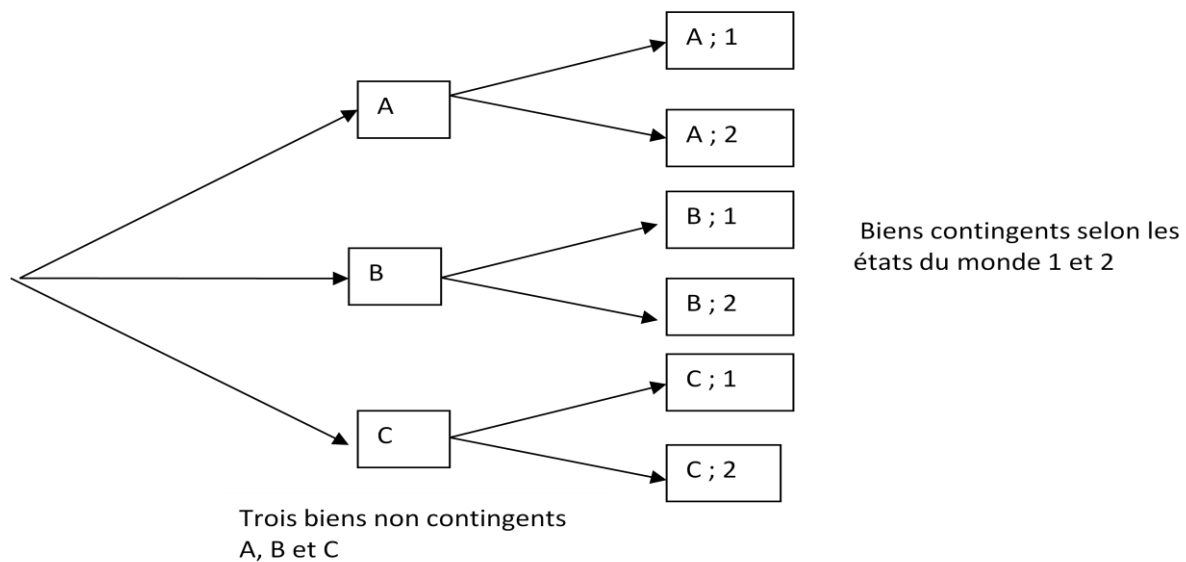 A ; 1
A
A ; 2
B ; 1
B
B ; 2
Biens contingents selon les
états du monde 1 et 2
C ; 1
C
C ; 2
Trois biens non contingents
A, B et C